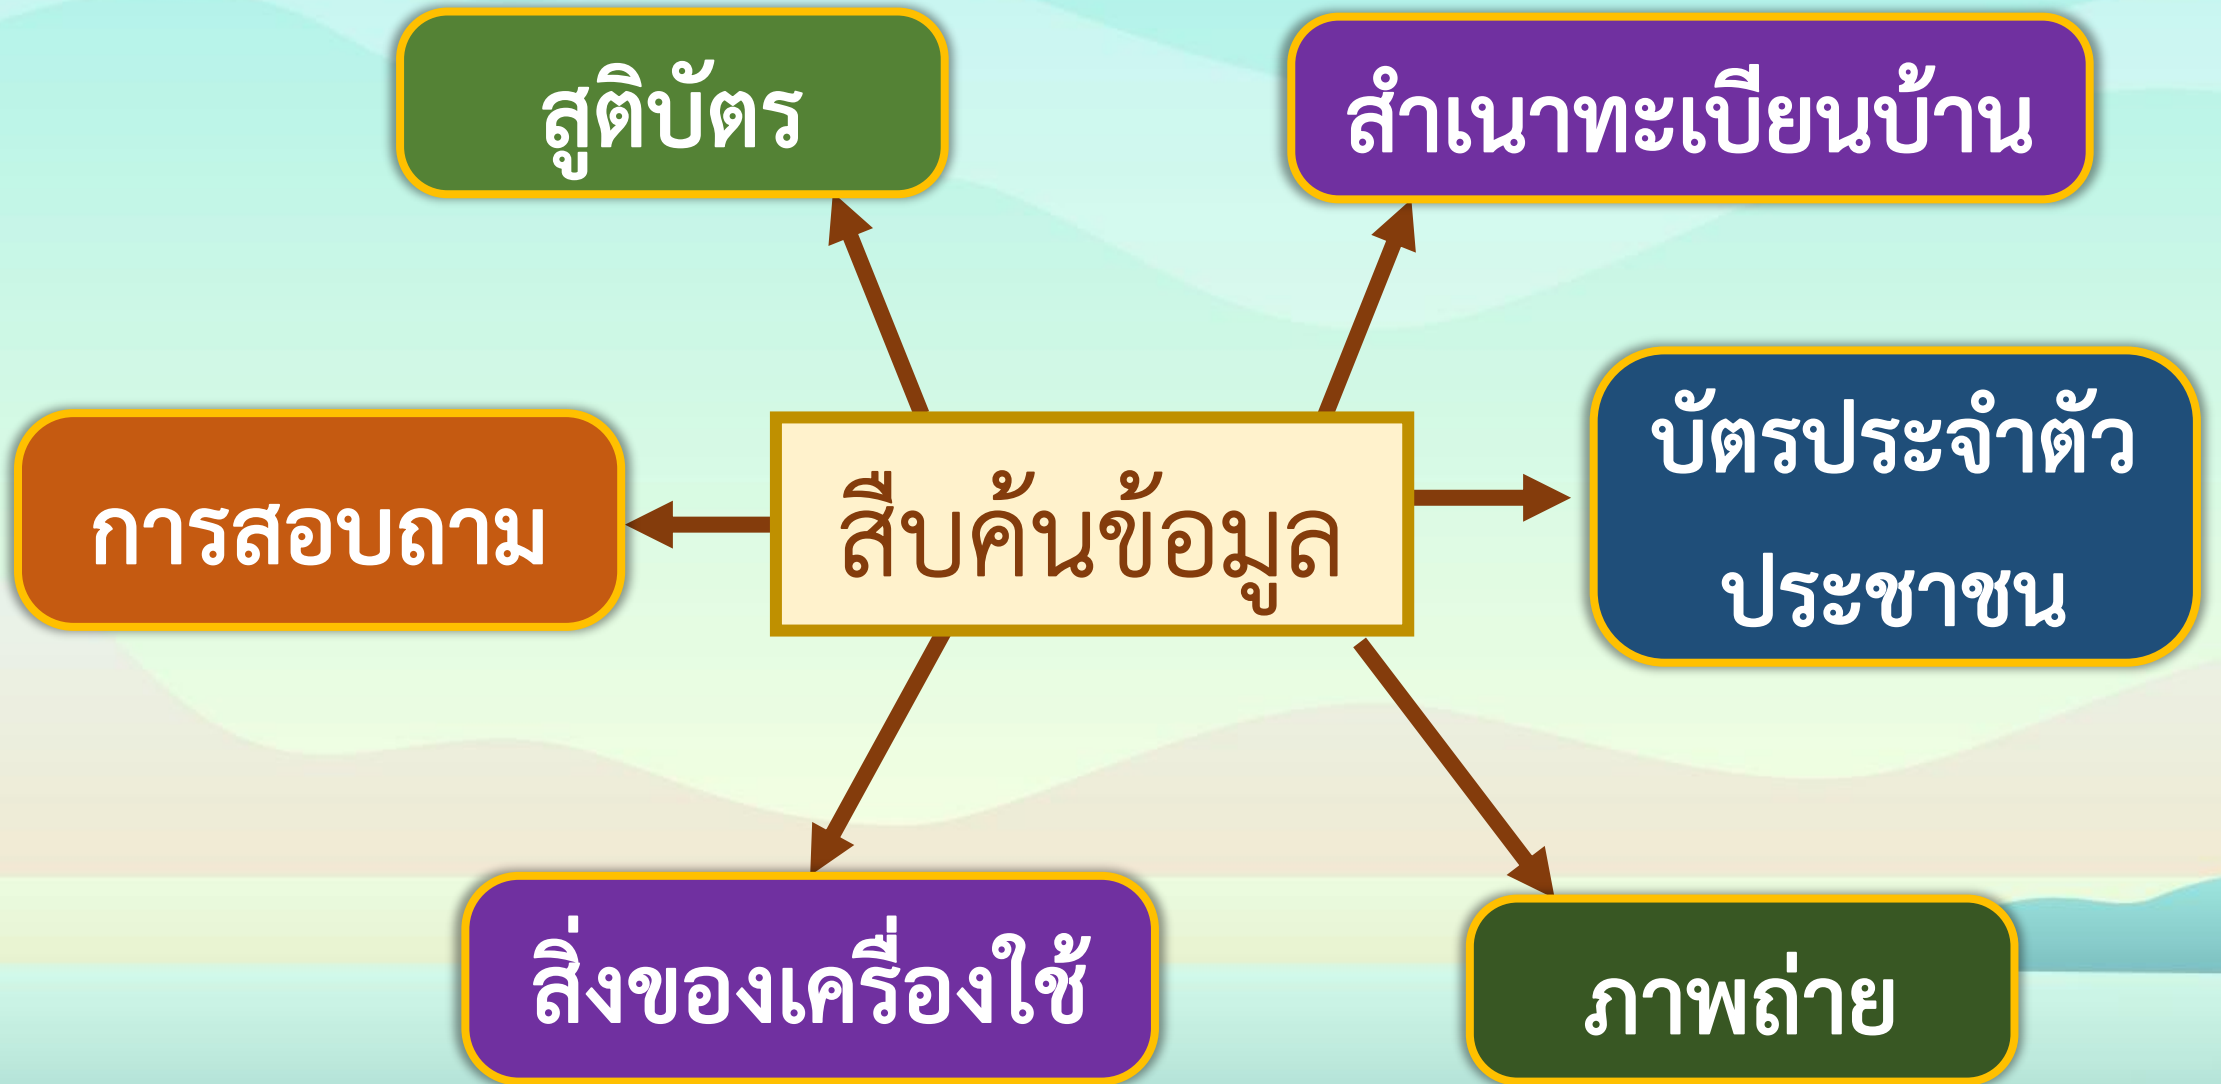 สูติบัตร
สำเนาทะเบียนบ้าน
บัตรประจำตัว
ประชาชน
การสอบถาม
สืบค้นข้อมูล
สิ่งของเครื่องใช้
ภาพถ่าย